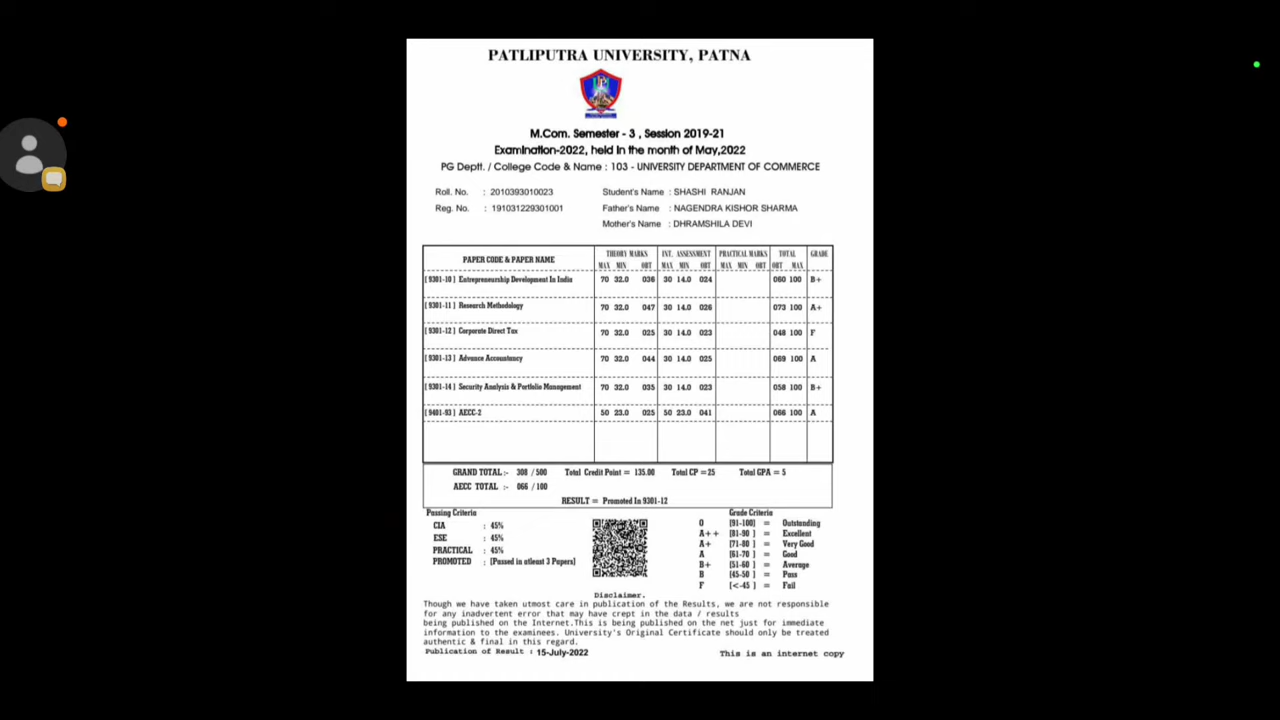 PATLIPUTRA UNIVERSITY, PATNA
M.Com. Semester - 3 , Session 2019-21
Examination-2022, held in the month of May,2022
PG Deptt. / College Code & Name : 103 - UNIVERSITY DEPARTMENT OF COMMERCE
Roll. No. : 2010393010023 Student's Name : SHASHI RANJAN
Reg. No. : 191031229301001 Father's Name : NAGENDRA KISHOR SHARMA
Mother's Name : DHRAMSHILA DEVI
PAPER CODE & PAPER NAME THEORY MARKS INT. ASSESSMENT PRACTICAL MARKS TOTAL GRADE
MAX MIN OBT MAX MIN OBT MAX MIN OBT OBT MAX
[ 9301-10 ] Entrepreneurship Development In India 70 32.0 036 30 14.0 024 060 100 B+
[ 9301-11 ] Research Methodology 70 32.0 047 30 14.0 026 073 100 A+
[ 9301-12 ] Corporate Direct Tax 70 32.0 025 30 14.0 023 048 100 F
[ 9301-13 ] Advance Accountancy 70 32.0 044 30 14.0 025 069 100 A
[ 9301-14 ] Security Analysis & Portfolio Management 70 32.0 035 30 14.0 023 058 100 B+
[ 9401-93 ] AECC-2 50 23.0 025 50 23.0 041 066 100 A
GRAND TOTAL :- 308 / 500 Total Credit Point = 135.00 Total CP =25 Total GPA = 5
AECC TOTAL :- 066 / 100
RESULT = Promoted In 9301-12
Passing Criteria Grade Criteria
CIA : 45% O [91-100] = Outstanding
ESE : 45% A++ [81-90 ] = Excellent
PRACTICAL : 45% A+ [71-80 ] = Very Good
PROMOTED : [Passed in atleast 3 Papers] A [61-70 ] = Good
B+ [51-60 ] = Average
B [45-50 ] = Pass
F [<-45 ] = Fail
Disclaimer.
Though we have taken utmost care in publication of the Results, we are not responsible
for any inadvertent error that may have crept in the data / results
being published on the Internet.This is being published on the net just for immediate
information to the examinees. University's Original Certificate should only be treated
authentic & final in this regard.
Publication of Result : 15-July-2022 This is an internet copy